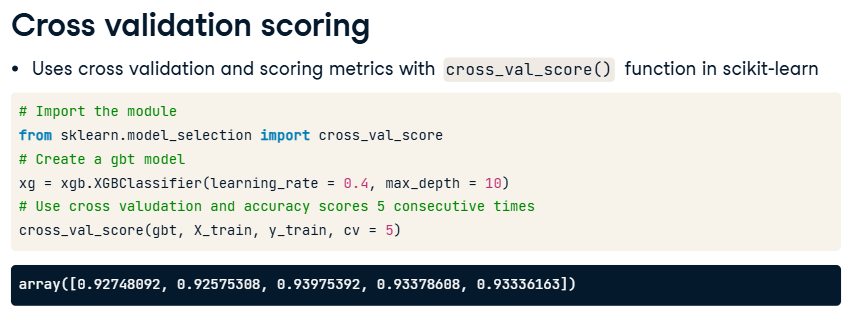 Cross validation scoring
• Uses cross validation and scoring metrics with cross_val_score() function in scikit-learn
# Import the module
from sklearn.model_selection import cross_val_score
# Create a gbt model
xg = xgb.XGBClassifier(learning_rate = 0.4, max_depth = 10)
# Use cross valudation and accuracy scores 5 consecutive times
cross_val_score(gbt, X_train, y_train, cv = 5)
array([0.92748092, 0.92575308, 0.93975392, 0.93378608, 0.93336163])